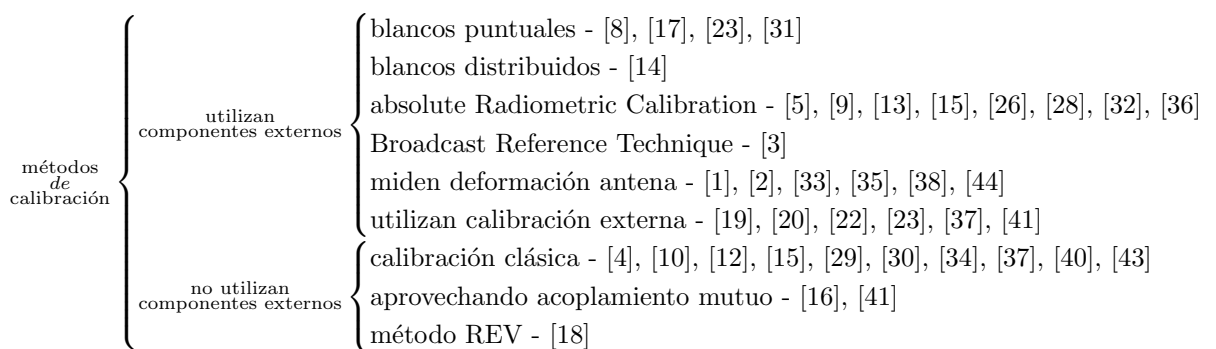 métodos
de
calibración
utilizan
componentes externos
blancos puntuales - [8], [17], [23], [31]
blancos distribuidos - [14]
absolute Radiometric Calibration - [5], [9], [13], [15], [26], [28], [32], [36]
Broadcast Reference Technique - [3]
miden deformación antena - [1], [2], [33], [35], [38], [44]
utilizan calibración externa - [19], [20], [22], [23], [37], [41]
no utilizan
componentes externos
calibración clásica - [4], [10], [12], [15], [29], [30], [34], [37], [40], [43]
aprovechando acoplamiento mutuo - [16], [41]
método REV - [18]